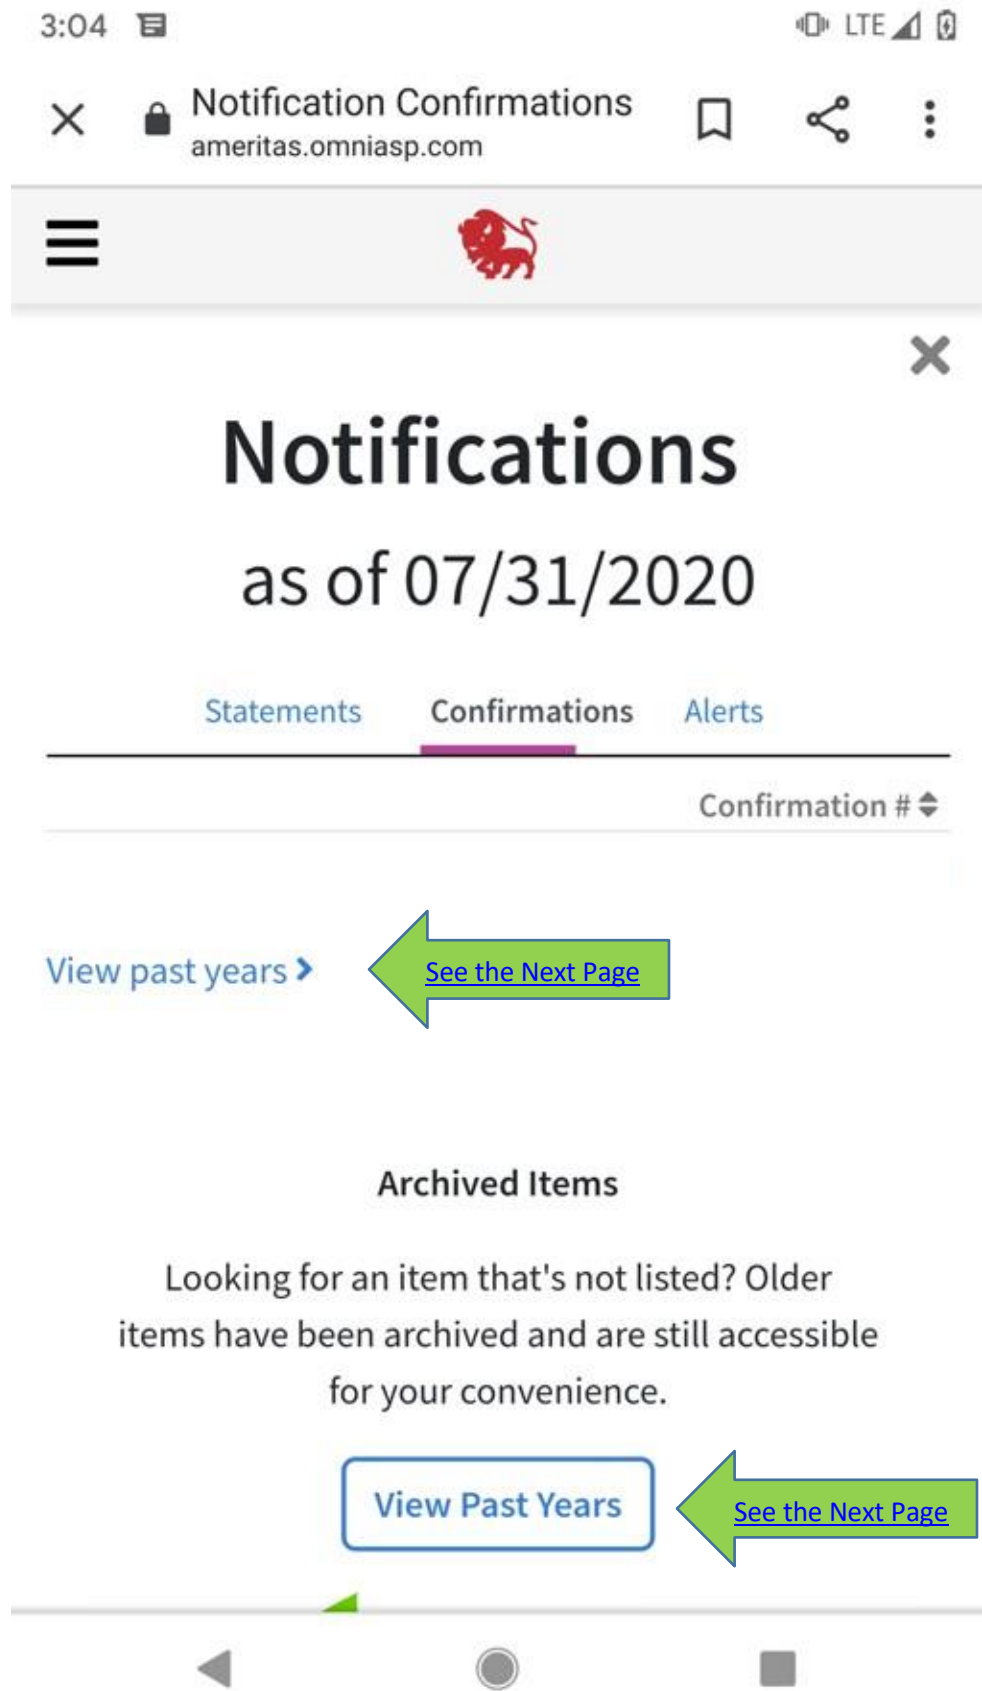 3:04 LTE
Notification Confirmations
ameritas.omniasp.com
Notifications
as of 07/31/2020
Statements Confirmations Alerts
Confirmation #
View past years
See the Next Page
Archived Items
Looking for an item that's not listed? Older
items have been archived and are still accessible
for your convenience.
View Past Years
See the Next Page